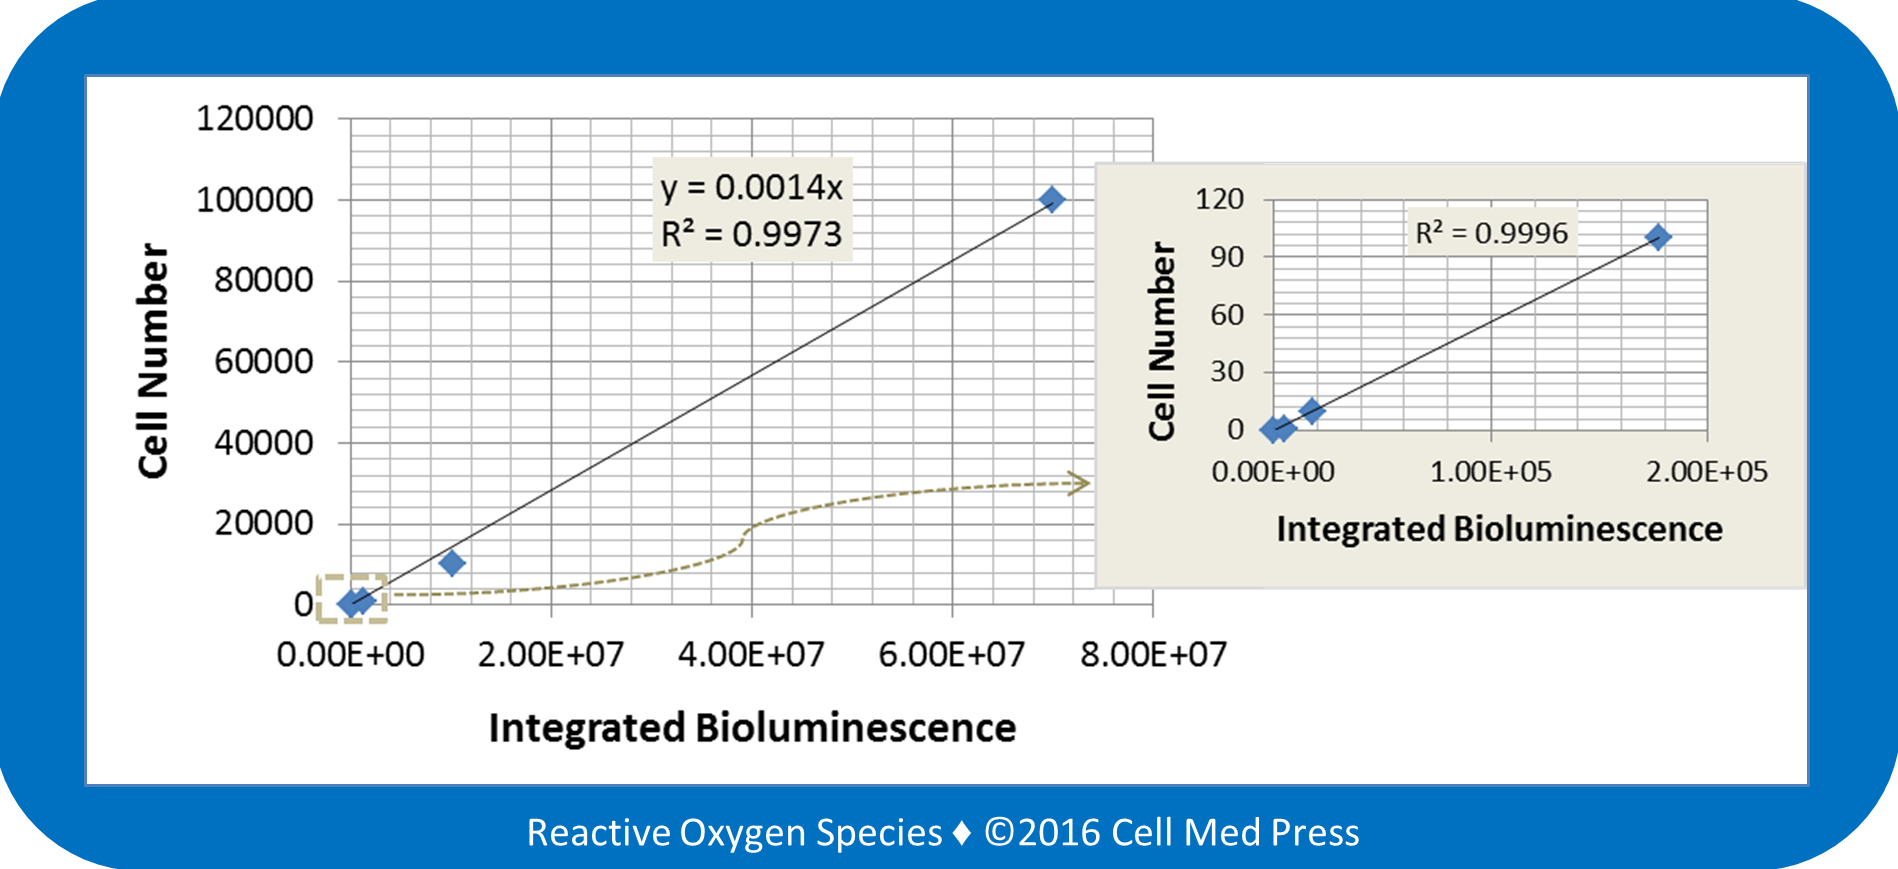 120000
100000
80000
60000
40000
20000
0
Cell Number
y = 0.0014x
R² = 0.9973
0.00E+00 2.00E+07 4.00E+07 6.00E+07 8.00E+07
Integrated Bioluminescence
120
90
60
30
0
Cell Number
R² = 0.9996
0.00E+00 1.00E+05 2.00E+05
Integrated Bioluminescence
Reactive Oxygen Species ♦ ©2016 Cell Med Press